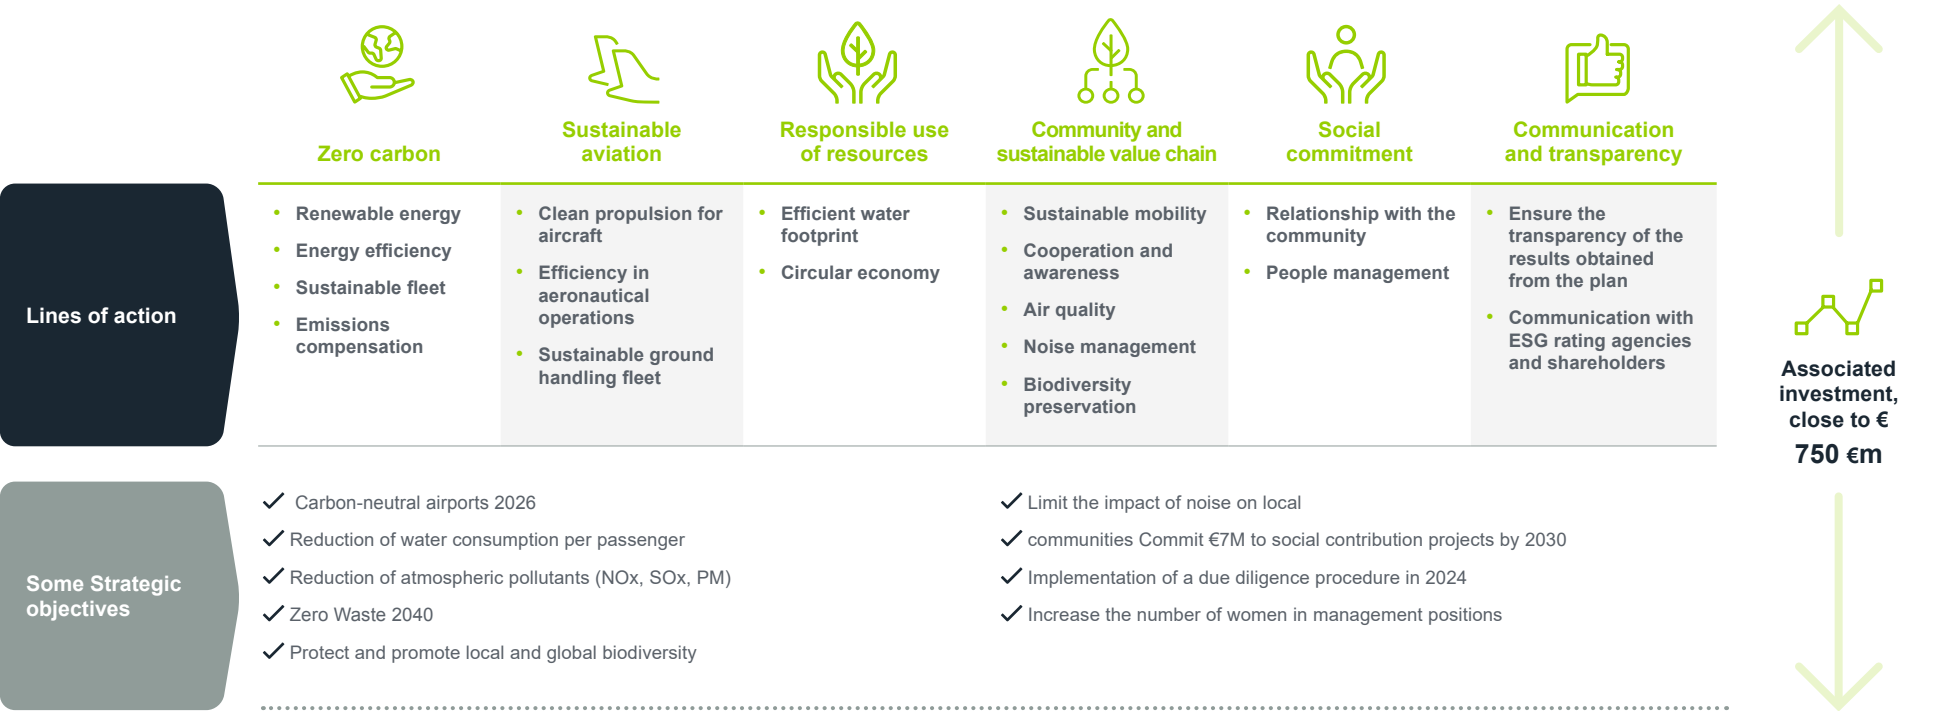 Zero carbon
Sustainable
aviation
Responsible use
of resources
Community and
sustainable value chain
Social
commitment
Communication
and transparency
Lines of action
• Renewable energy
• Energy efficiency
• Sustainable fleet
• Emissions
compensation
• Clean propulsion for
aircraft
• Efficiency in
aeronautical
operations
• Sustainable ground
handling fleet
• Efficient water
footprint
• Circular economy
• Sustainable mobility
• Cooperation and
awareness
• Air quality
• Noise management
• Biodiversity
preservation
• Relationship with the
community
• People management
• Ensure the
transparency of the
results obtained
from the plan
• Communication with
ESG rating agencies
and shareholders
Associated
investment,
close to €
750 €m
Some Strategic
objectives
✓ Carbon-neutral airports 2026
✓ Reduction of water consumption per passenger
✓ Reduction of atmospheric pollutants (NOx, SOx, PM)
✓ Zero Waste 2040
✓ Protect and promote local and global biodiversity
✓ Limit the impact of noise on local
✓ communities Commit €7M to social contribution projects by 2030
✓ Implementation of a due diligence procedure in 2024
✓ Increase the number of women in management positions